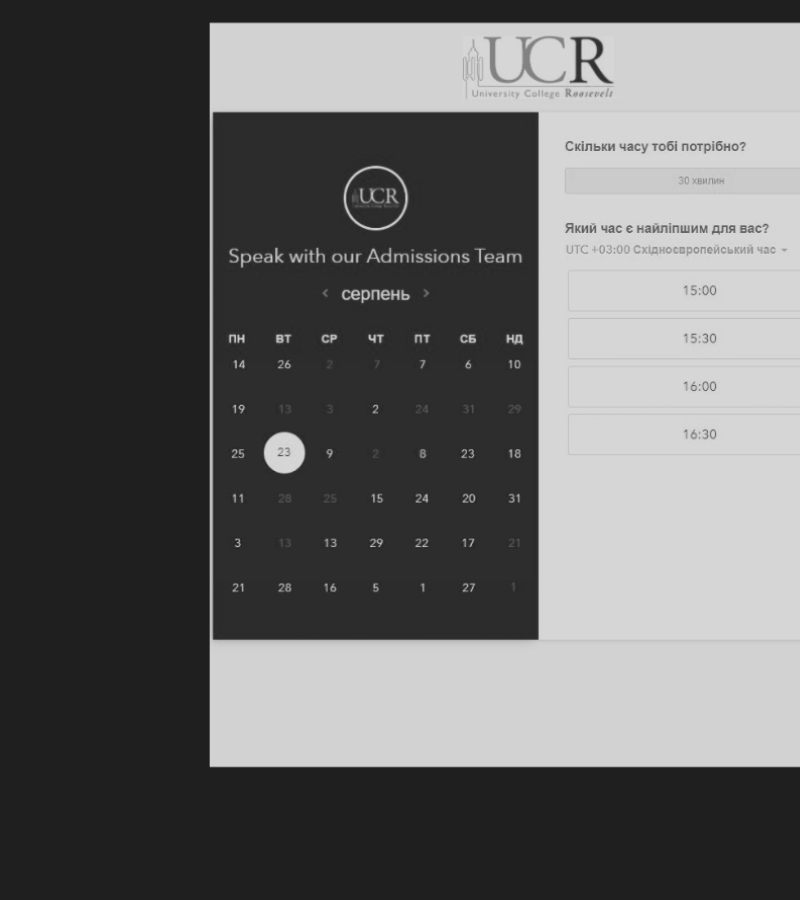 UCR
University College Roosevelt
UCR
Speak with our Admissions Team
< серпень >
ПН ВТ СР ЧТ ПТ СБ НД
14 26 2 7 7 6 10
19 13 3 2 24 31 29
25 23 9 2 8 23 18
11 28 25 15 24 20 31
3 13 13 29 22 17 21
21 28 16 5 1 27 1
Скільки часу тобі потрібно?
30 хвилин
Який час є найліпшим для вас?
UTC +03:00 Східноєвропейський час
15:00
15:30
16:00
16:30